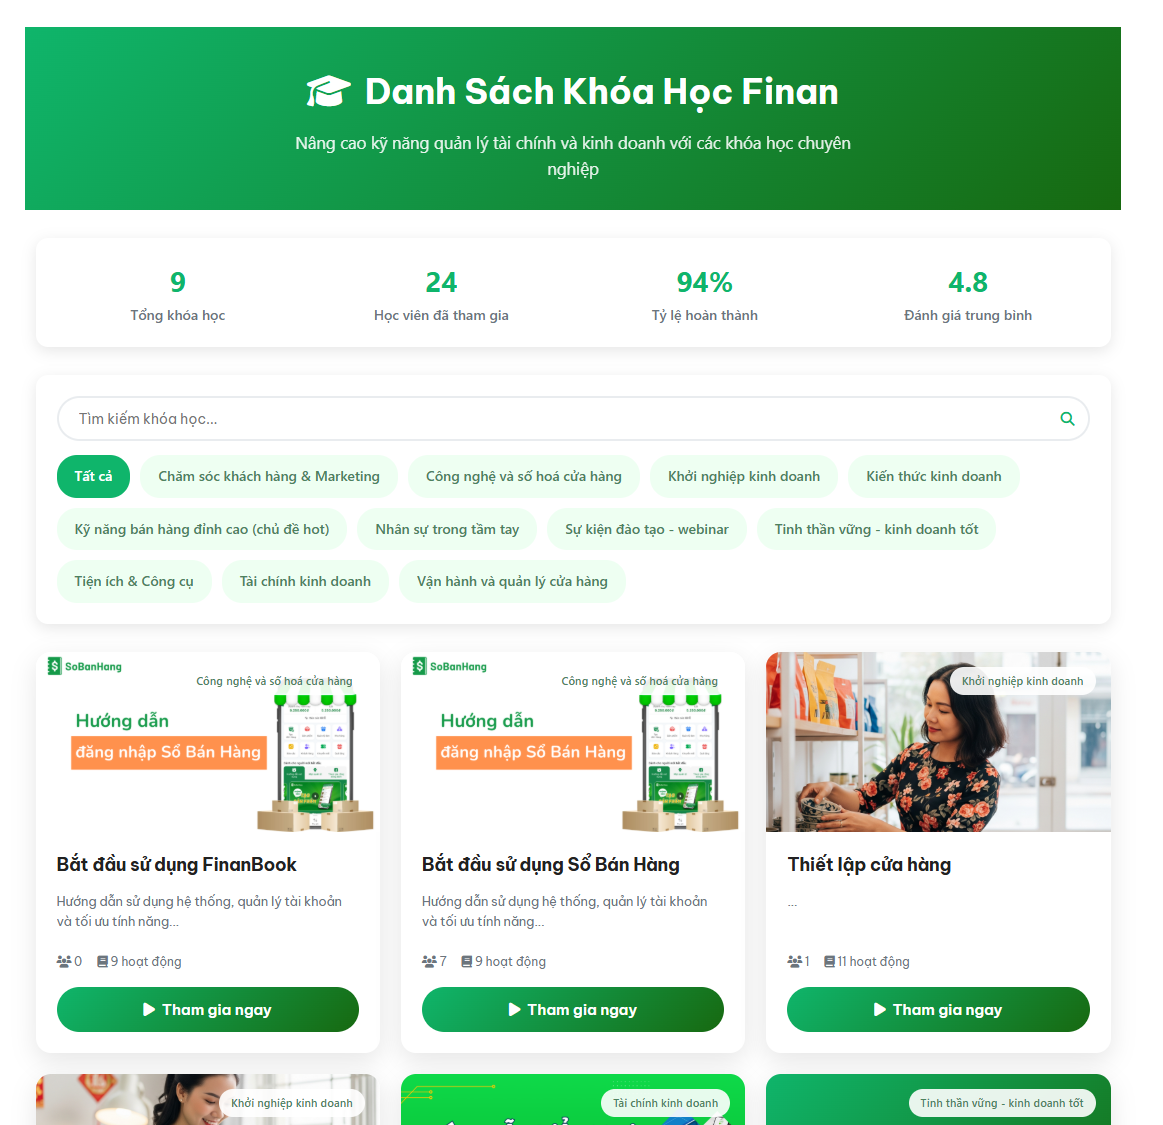 Danh Sách Khóa Học Finan
Nâng cao kỹ năng quản lý tài chính và kinh doanh với các khóa học chuyên
nghiệp
9
Tổng khóa học
24
Học viên đã tham gia
94%
Tỷ lệ hoàn thành
4.8
Đánh giá trung bình
Tìm kiếm khóa học...
Tất cả
Chăm sóc khách hàng & Marketing
Công nghệ và số hoá cửa hàng
Khởi nghiệp kinh doanh
Kiến thức kinh doanh
Kỹ năng bán hàng đỉnh cao (chủ đề hot)
Nhân sự trong tầm tay
Sự kiện đào tạo - webinar
Tinh thần vững - kinh doanh tốt
Tiện ích & Công cụ
Tài chính kinh doanh
Vận hành và quản lý cửa hàng
SoBanHang
Công nghệ và số hoá cửa hàng
Hướng dẫn
đăng nhập Sổ Bán Hàng
Bắt đầu sử dụng FinanBook
Hướng dẫn sử dụng hệ thống, quản lý tài khoản
và tối ưu tính năng...
0
9 hoạt động
Tham gia ngay
SoBanHang
Công nghệ và số hoá cửa hàng
Hướng dẫn
đăng nhập Sổ Bán Hàng
Bắt đầu sử dụng Sổ Bán Hàng
Hướng dẫn sử dụng hệ thống, quản lý tài khoản
và tối ưu tính năng...
7
9 hoạt động
Tham gia ngay
Khởi nghiệp kinh doanh
Thiết lập cửa hàng
...
1
11 hoạt động
Tham gia ngay
Khởi nghiệp kinh doanh
Tài chính kinh doanh
Tinh thần vững - kinh doanh tốt